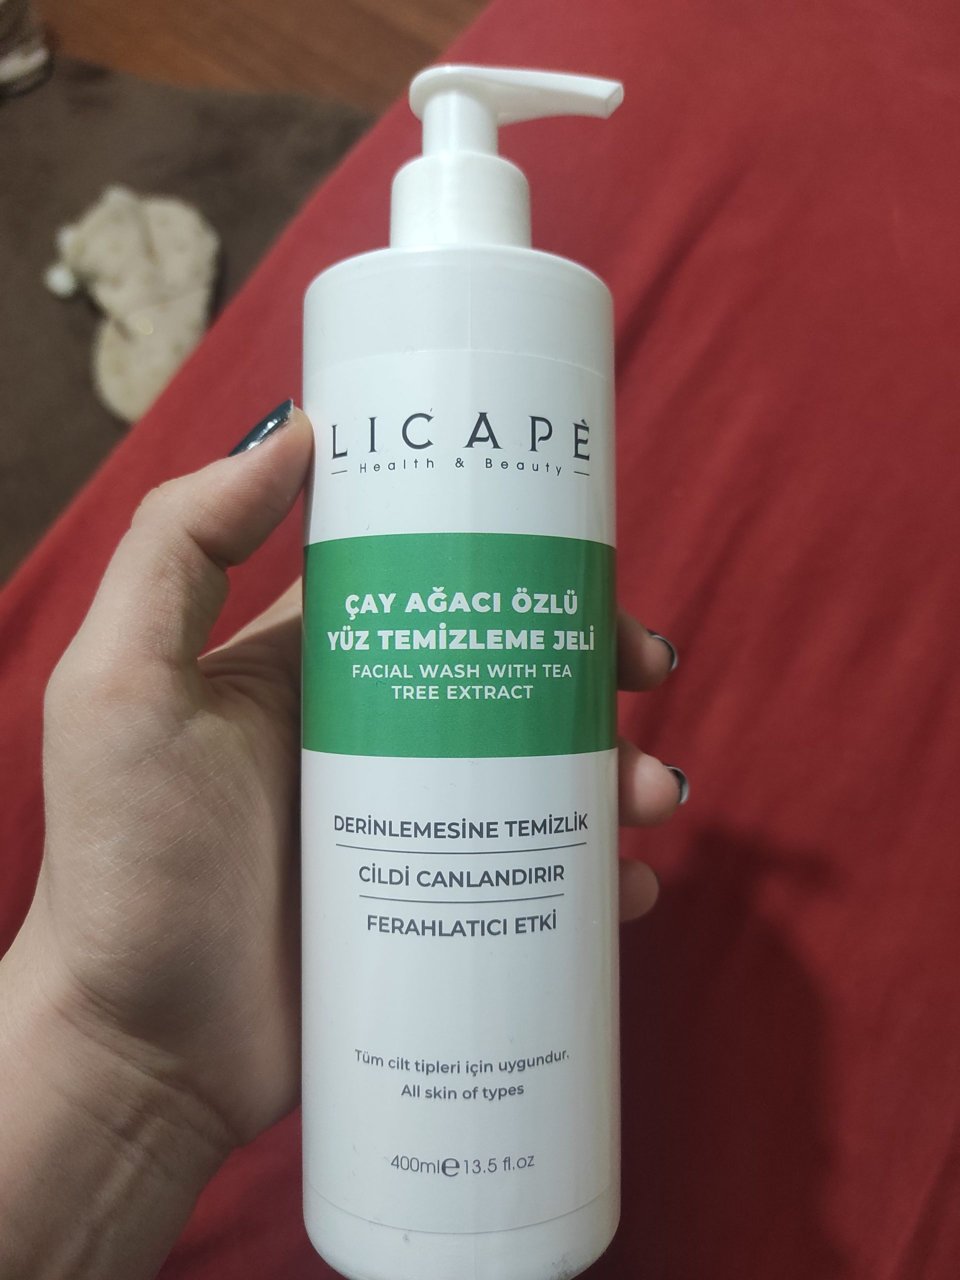 LICAPÈ
Health & Beauty
ÇAY AĞACI ÖZLÜ
YÜZ TEMİZLEME JELİ
FACIAL WASH WITH TEA
TREE EXTRACT
DERİNLEMESİNE TEMİZLİK
CİLDİ CANLANDIRIR
FERAHLATICI ETKİ
Tüm cilt tipleri için uygundur.
All skin of types
400ml℮13.5 fl.oz